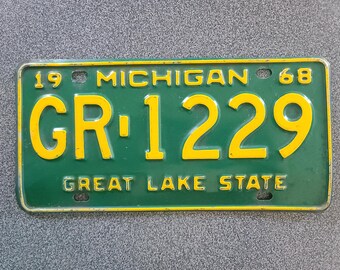 19 MICHIGAN 68
GR-1229
GREAT LAKE STATE